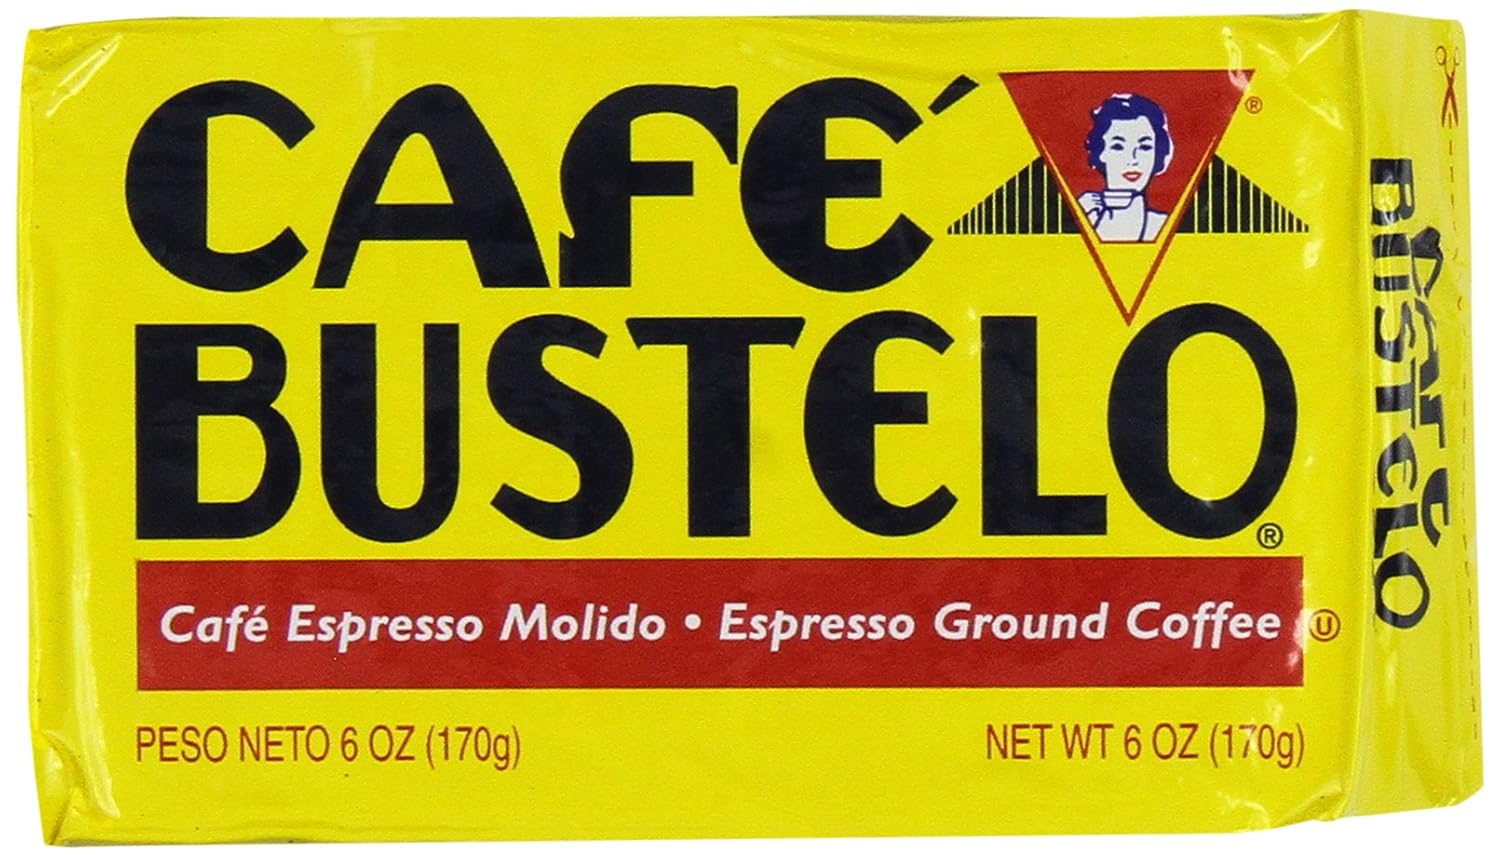 CAFÉ
BUSTELO®
®
Café Espresso Molido • Espresso Ground Coffee
U
PESO NETO 6 OZ (170g)
NET WT 6 OZ (170g)
CAFÉ
BUSTELO